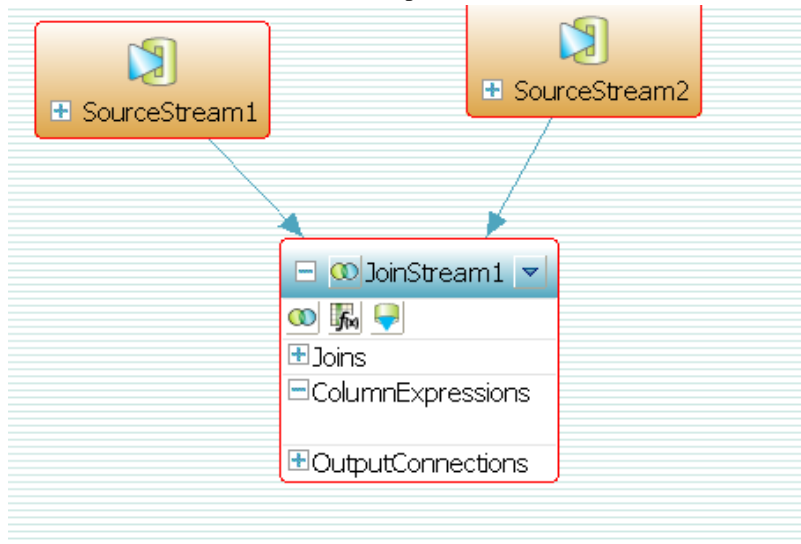 SourceStream1
SourceStream2
JoinStream1
f(x)
Joins
ColumnExpressions
OutputConnections